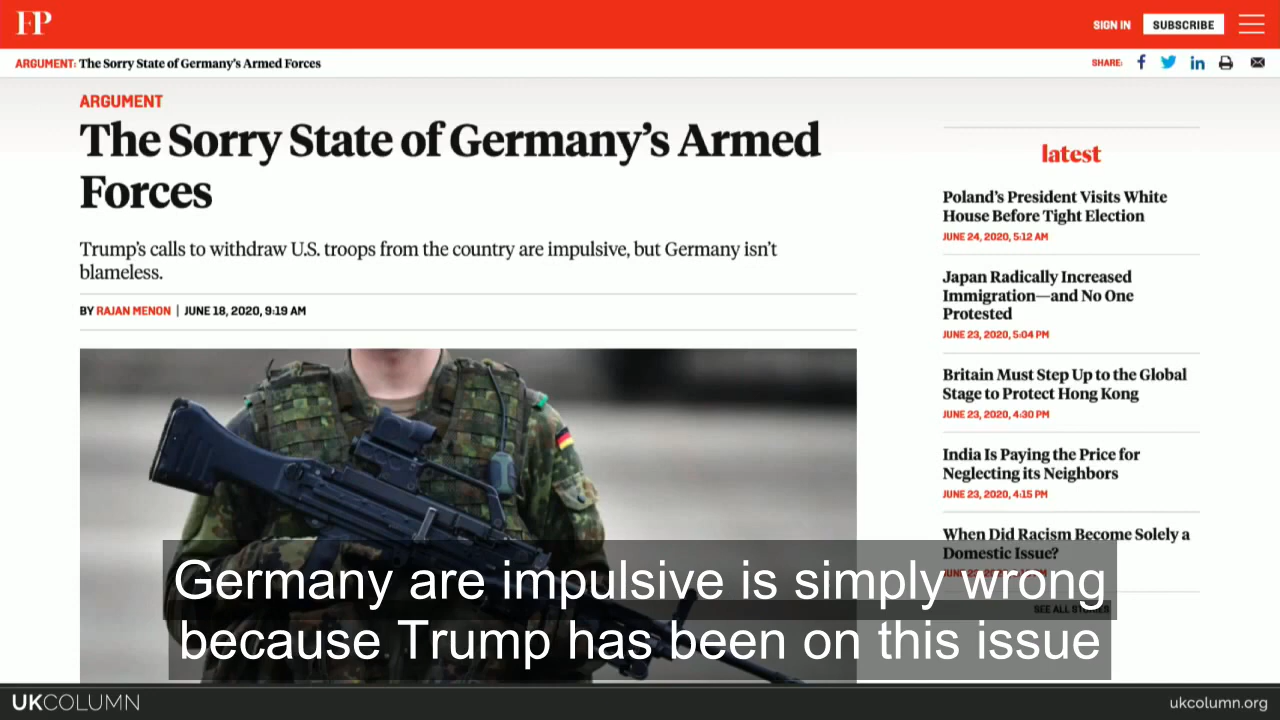 FP
SIGN IN
SUBSCRIBE
ARGUMENT: The Sorry State of Germany's Armed Forces
SHARE:
ARGUMENT
The Sorry State of Germany's Armed
Forces
Trump's calls to withdraw U.S. troops from the country are impulsive, but Germany isn't
blameless.
BY RAJAN MENON | JUNE 18, 2020, 9:19 AM
latest
Poland's President Visits White
House Before Tight Election
JUNE 24, 2020, 5:12 AM
Japan Radically Increased
Immigration—and No One
Protested
JUNE 23, 2020, 5:04 PM
Britain Must Step Up to the Global
Stage to Protect Hong Kong
JUNE 23, 2020, 4:30 PM
India Is Paying the Price for
Neglecting its Neighbors
JUNE 23, 2020, 4:15 PM
When Did Racism Become Solely a
Domestic Issue?
SEE ALL STORIES
Germany are impulsive is simply wrong
because Trump has been on this issue
UKCOLUMN
ukcolumn.org